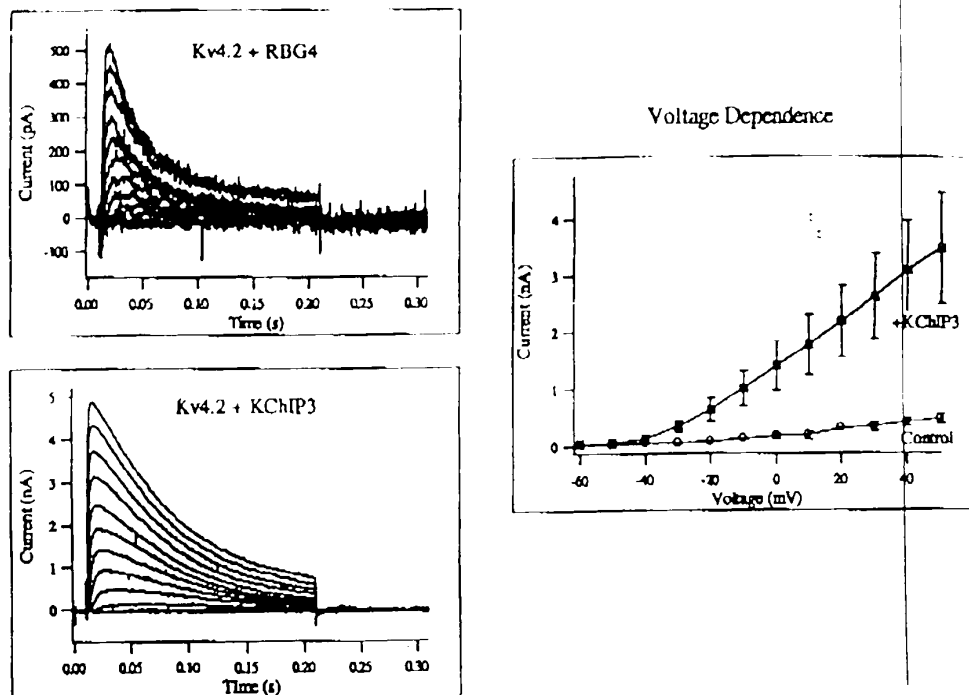 Kv4.2 + RBG4
Current (pA)
500
400
300
200
100
0
-100
0.00 0.05 0.10 0.15 0.20 0.25 0.30
Time (s)
Kv4.2 + KChIP3
Current (nA)
5
4
3
2
1
0
0.00 0.05 0.10 0.15 0.20 0.25 0.30
Time (s)
Voltage Dependence
Current (nA)
4
3
2
1
0
+KChIP3
Control
-60 -40 -20 0 20 40
Voltage (mV)